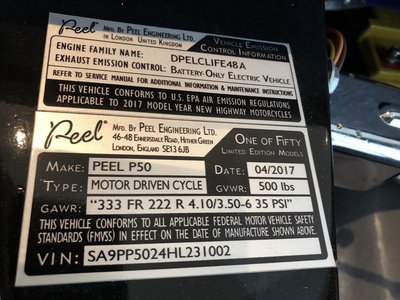 Peel MFD. BY PEEL ENGINEERING LTD.
IN LONDON UNITED KINGDOM
VEHICLE EMISSION
CONTROL INFORMATION
ENGINE FAMILY NAME: DPELCLIFE48A
EXHAUST EMISSION CONTROL: BATTERY-ONLY ELECTRIC VEHICLE
REFER TO SERVICE MANUAL FOR ADDITIONAL INFORMATION & MAINTENANCE INSTRUCTIONS
THIS VEHICLE CONFORMS TO U.S. EPA AIR EMISSION REGULATIONS
APPLICABLE TO 2017 MODEL YEAR NEW HIGHWAY MOTORCYCLES.
Peel MFD. BY PEEL ENGINEERING LTD.
46-48 ENNERSDALE ROAD, HITHER GREEN
LONDON, ENGLAND SE13 6JB
ONE OF FIFTY
LIMITED EDITION MODELS
MAKE: PEEL P50 DATE: 04/2017
TYPE: MOTOR DRIVEN CYCLE GVWR: 500 lbs
GAWR: "333 FR 222 R 4.10/3.50-6 35 PSI"
THIS VEHICLE CONFORMS TO ALL APPLICABLE FEDERAL MOTOR VEHICLE SAFETY
STANDARDS (FMVSS) IN EFFECT ON THE DATE OF MANUFACTURE SHOWN ABOVE.
VIN: SA9PP5024HL231002